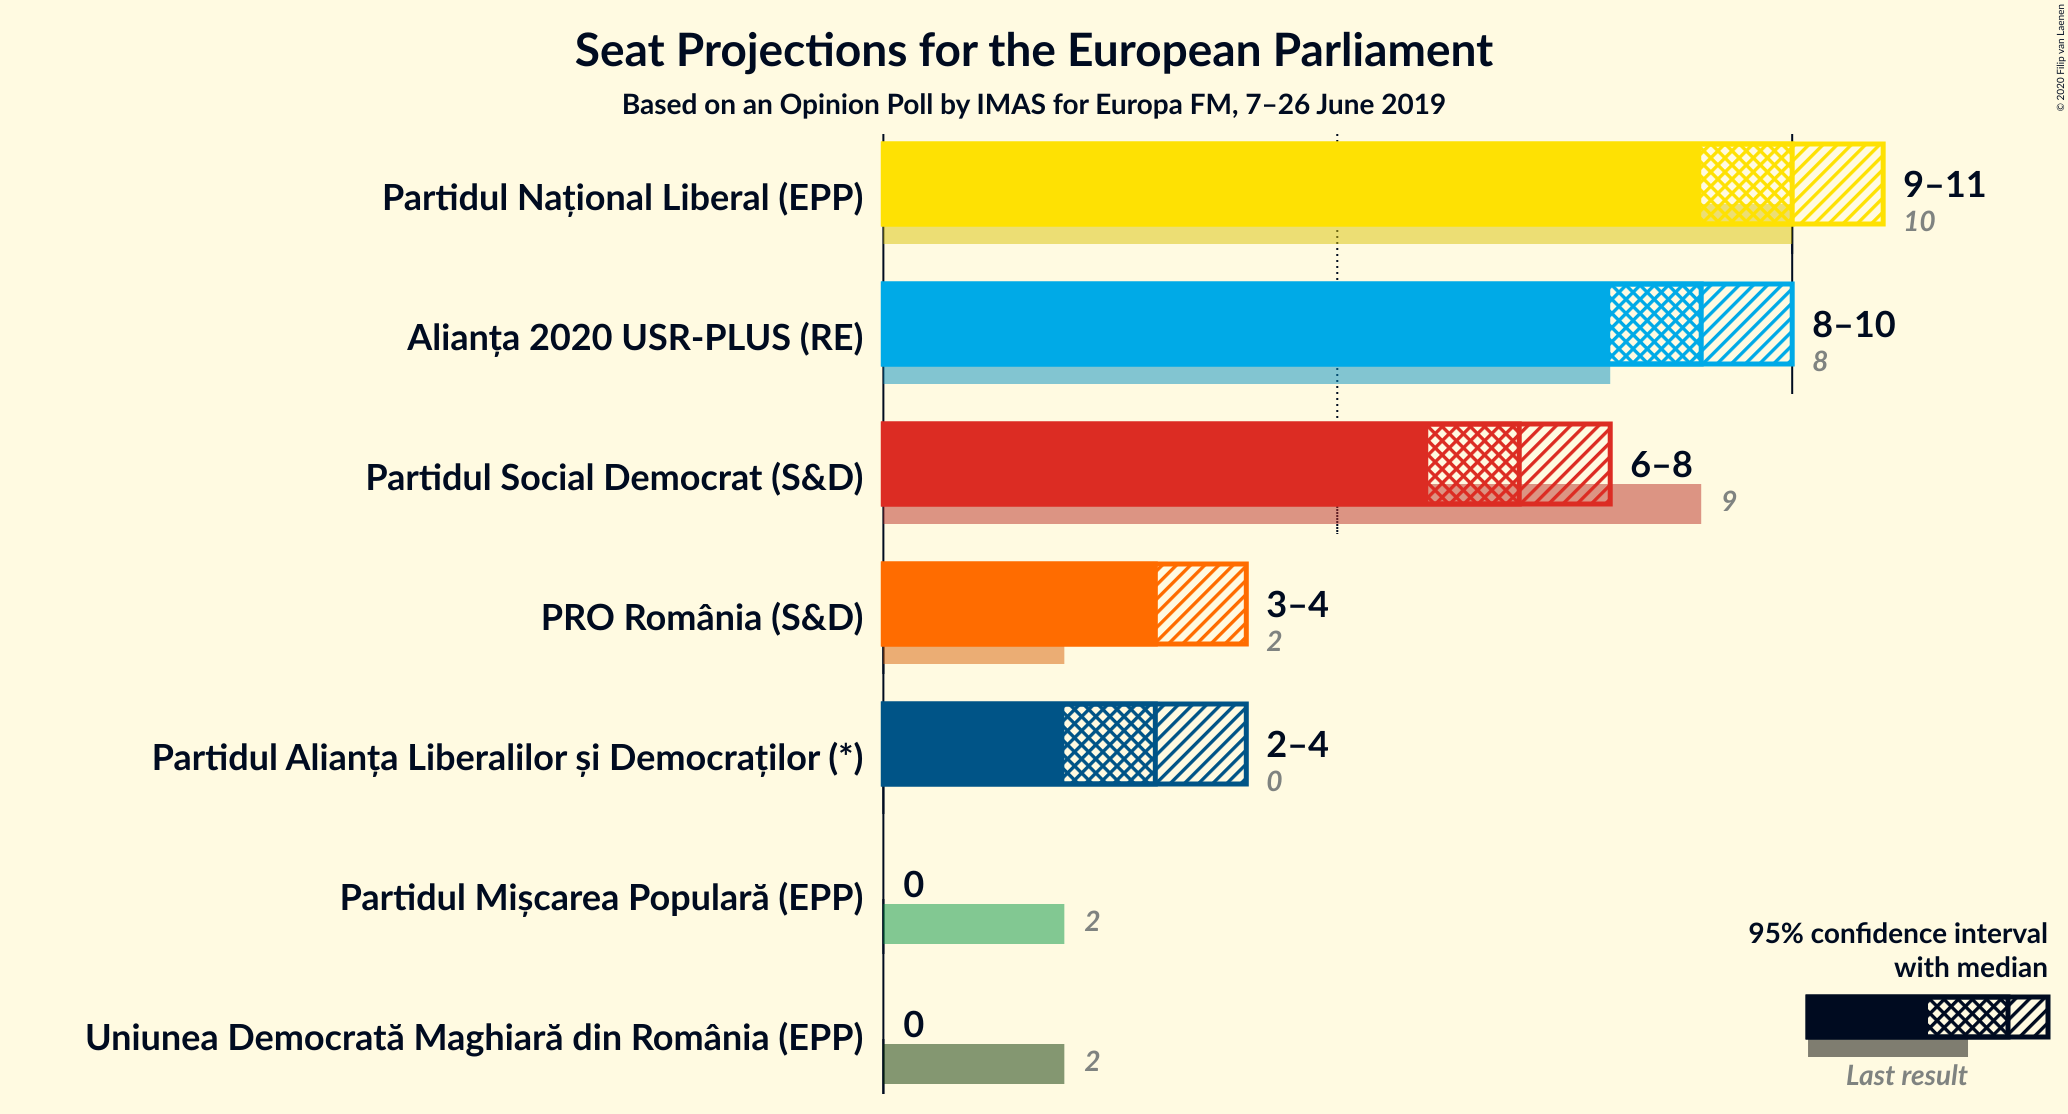 Seat Projections for the European Parliament
Based on an Opinion Poll by IMAS for Europa FM, 7–26 June 2019
© 2020 Filip van Laenen
Partidul Național Liberal (EPP)
9–11
10
Alianța 2020 USR-PLUS (RE)
8–10
8
Partidul Social Democrat (S&D)
6–8
9
PRO România (S&D)
3–4
2
Partidul Alianța Liberalilor și Democraților (*)
2–4
0
Partidul Mișcarea Populară (EPP)
0
2
Uniunea Democrată Maghiară din România (EPP)
0
2
95% confidence interval
with median
Last result